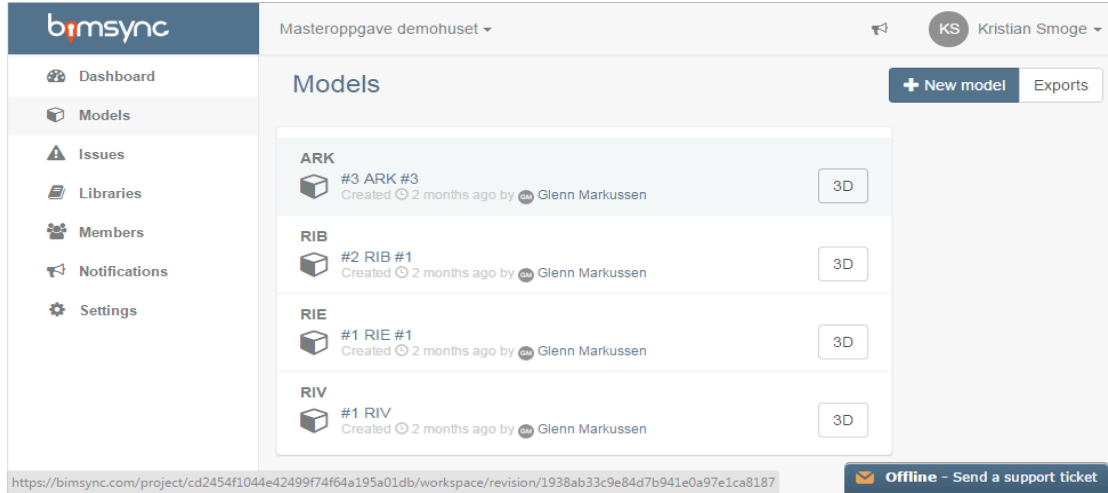 bimsync
Masteroppgave demohuset
KS Kristian Smoge
Dashboard
Models
Issues
Libraries
Members
Notifications
Settings
Models
New model Exports
ARK
#3 ARK #3
3D
Created 2 months ago by GM Glenn Markussen
RIB
#2 RIB #1
3D
Created 2 months ago by GM Glenn Markussen
RIE
#1 RIE #1
3D
Created 2 months ago by GM Glenn Markussen
RIV
#1 RIV
3D
Created 2 months ago by GM Glenn Markussen
https://bimsync.com/project/cd2454f1044e42499f74f64a195a01db/workspace/revision/1938ab33c9e84d7b941e0a97e1ca8187
Offline - Send a support ticket